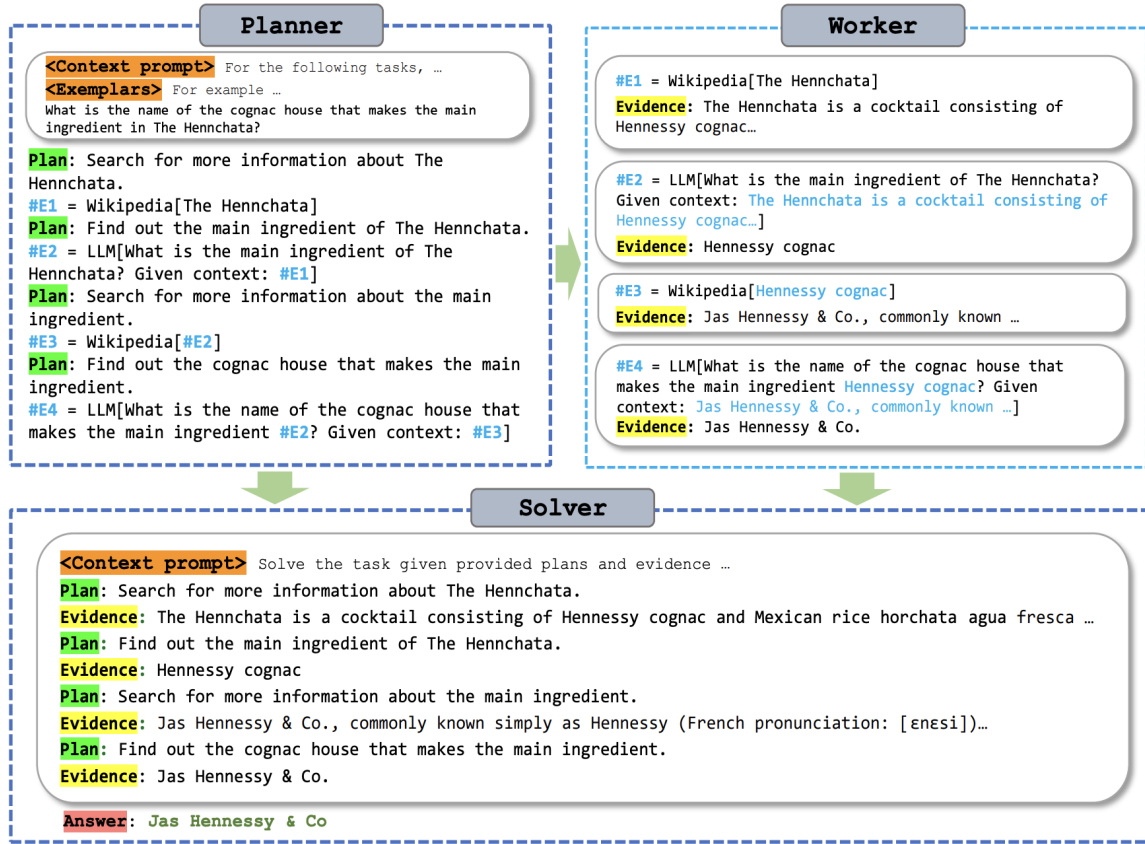 Planner
<Context prompt> For the following tasks, …
<Exemplars> For example …
What is the name of the cognac house that makes the main
ingredient in The Hennchata?
Plan: Search for more information about The
Hennchata.
#E1 = Wikipedia[The Hennchata]
Plan: Find out the main ingredient of The Hennchata.
#E2 = LLM[What is the main ingredient of The
Hennchata? Given context: #E1]
Plan: Search for more information about the main
ingredient.
#E3 = Wikipedia[#E2]
Plan: Find out the cognac house that makes the main
ingredient.
#E4 = LLM[What is the name of the cognac house that
makes the main ingredient #E2? Given context: #E3]
Worker
#E1 = Wikipedia[The Hennchata]
Evidence: The Hennchata is a cocktail consisting of
Hennessy cognac…
#E2 = LLM[What is the main ingredient of The Hennchata?
Given context: The Hennchata is a cocktail consisting of
Hennessy cognac…]
Evidence: Hennessy cognac
#E3 = Wikipedia[Hennessy cognac]
Evidence: Jas Hennessy & Co., commonly known …
#E4 = LLM[What is the name of the cognac house that
makes the main ingredient Hennessy cognac? Given
context: Jas Hennessy & Co., commonly known …]
Evidence: Jas Hennessy & Co.
Solver
<Context prompt> Solve the task given provided plans and evidence …
Plan: Search for more information about The Hennchata.
Evidence: The Hennchata is a cocktail consisting of Hennessy cognac and Mexican rice horchata agua fresca …
Plan: Find out the main ingredient of The Hennchata.
Evidence: Hennessy cognac
Plan: Search for more information about the main ingredient.
Evidence: Jas Hennessy & Co., commonly known simply as Hennessy (French pronunciation: [ɛnɛsi])…
Plan: Find out the cognac house that makes the main ingredient.
Evidence: Jas Hennessy & Co.
Answer: Jas Hennessy & Co